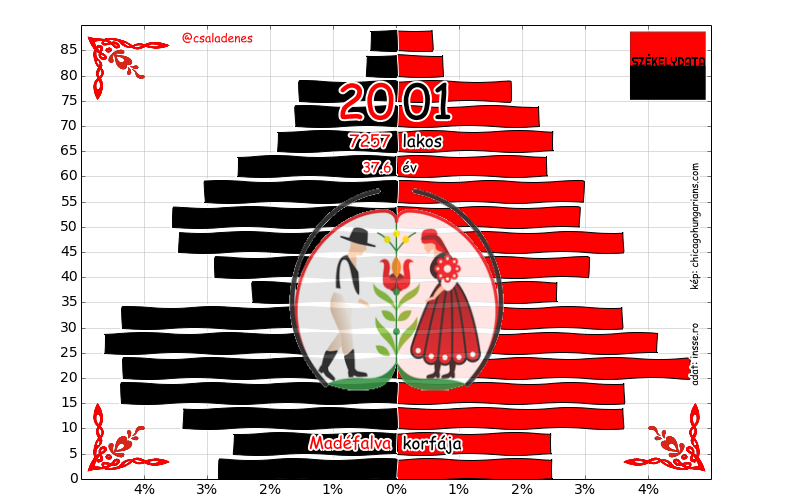 @csaladenes
SZÉKELYDATA
2001
7257 lakos
37.6 év
kép: chicagohungarians.com
adat: insse.ro
Madéfalva korfája
85
80
75
70
65
60
55
50
45
40
35
30
25
20
15
10
5
0
4% 3% 2% 1% 0% 1% 2% 3% 4%